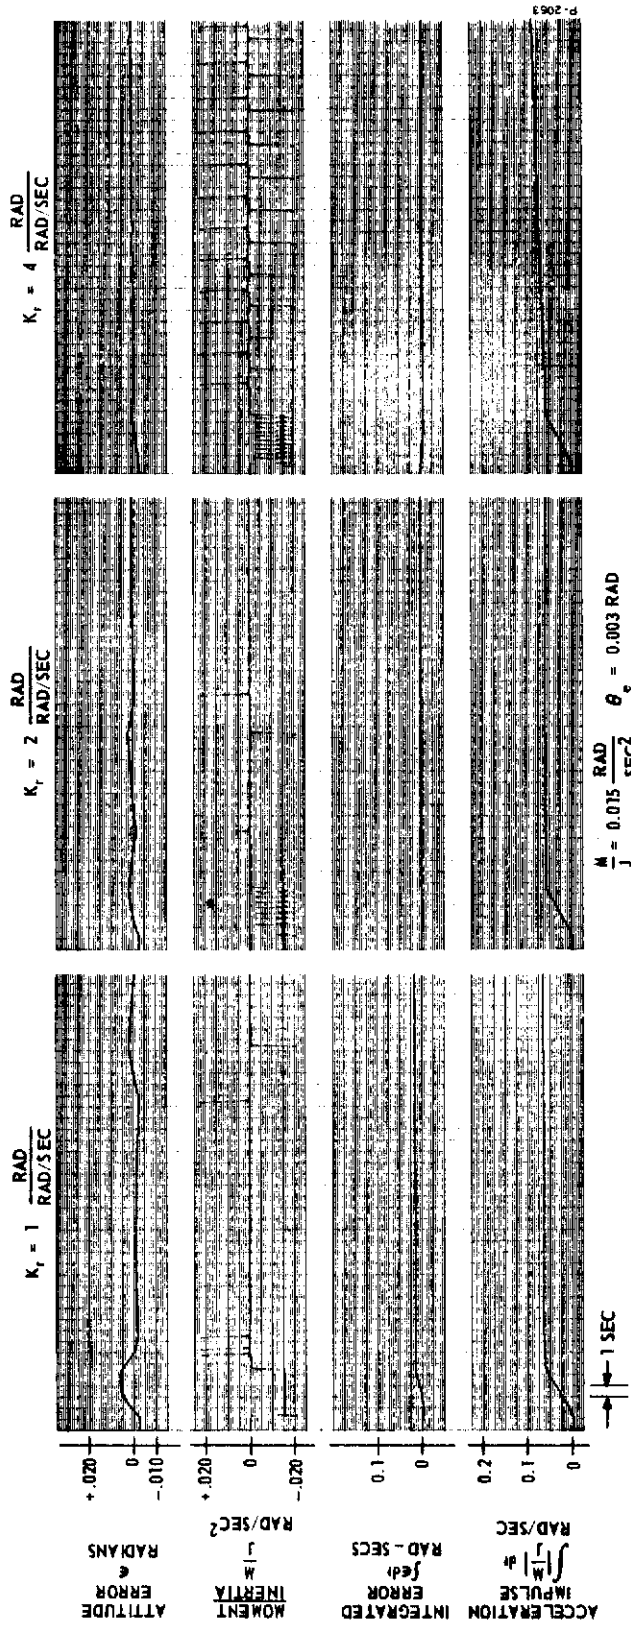 K_r = 1 RAD / RAD/SEC
K_r = 2 RAD / RAD/SEC
K_r = 4 RAD / RAD/SEC
ATTITUDE
ERROR
ε
RADIANS
+.020
0
-.010
MOMENT
INERTIA
M / J
RAD/SEC²
+.020
0
-.020
INTEGRATED
ERROR
∫εdt
RAD - SECS
0.1
0
ACCELERATION
IMPULSE
∫|M/J| dt
RAD/SEC
0.2
0.1
0
1 SEC
M / J = 0.015 RAD / SEC² θ_e = 0.003 RAD
P-2063